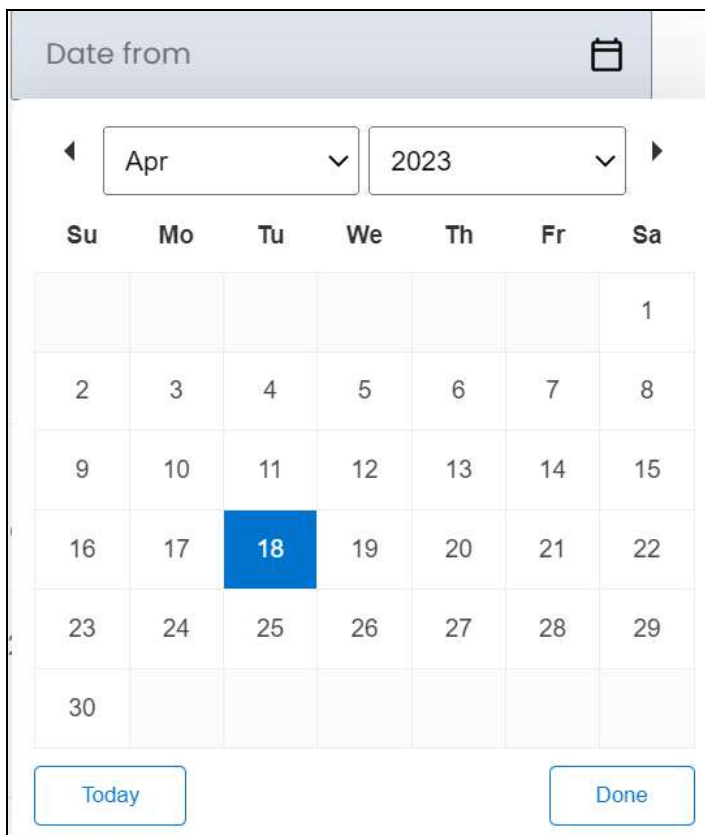 Date from
Apr 2023
Su Mo Tu We Th Fr Sa
1
2 3 4 5 6 7 8
9 10 11 12 13 14 15
16 17 18 19 20 21 22
23 24 25 26 27 28 29
30
Today Done